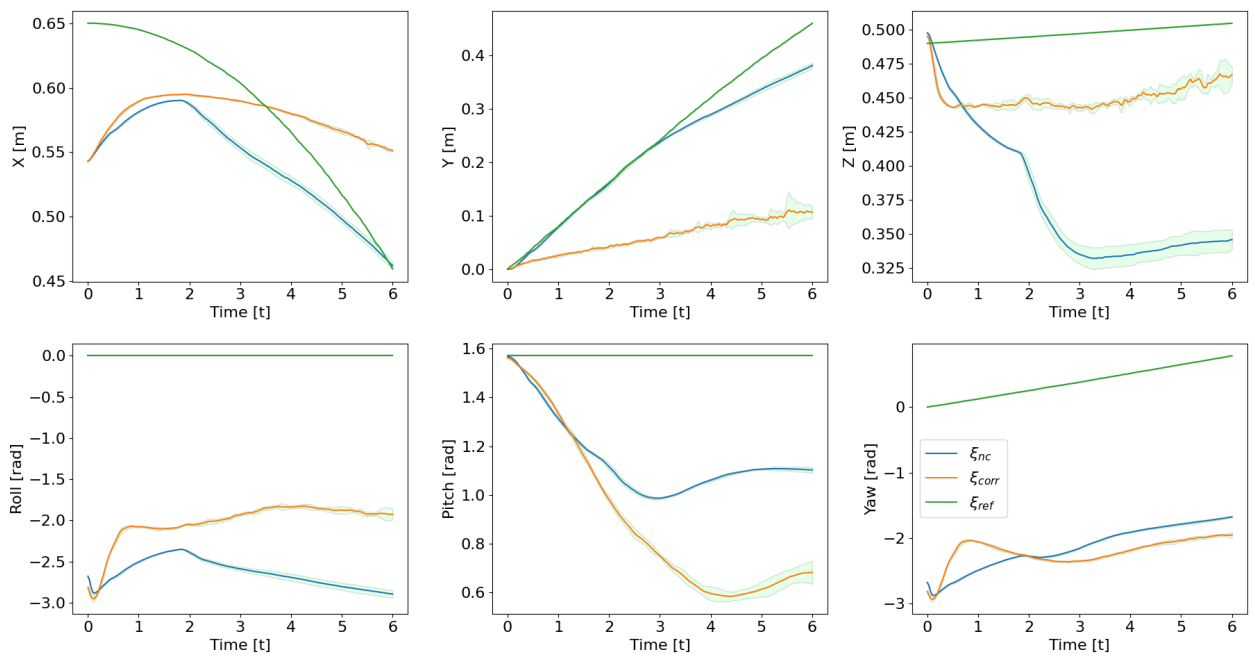 0.65
0.60
0.55
0.50
0.45
X [m]
0 1 2 3 4 5 6
Time [t]
0.4
0.3
0.2
0.1
0.0
Y [m]
0 1 2 3 4 5 6
Time [t]
0.500
0.475
0.450
0.425
0.400
0.375
0.350
0.325
Z [m]
0 1 2 3 4 5 6
Time [t]
0.0
−0.5
−1.0
−1.5
−2.0
−2.5
−3.0
Roll [rad]
0 1 2 3 4 5 6
Time [t]
1.6
1.4
1.2
1.0
0.8
0.6
Pitch [rad]
0 1 2 3 4 5 6
Time [t]
0
−1
−2
−3
Yaw [rad]
ξnc
ξcorr
ξref
0 1 2 3 4 5 6
Time [t]